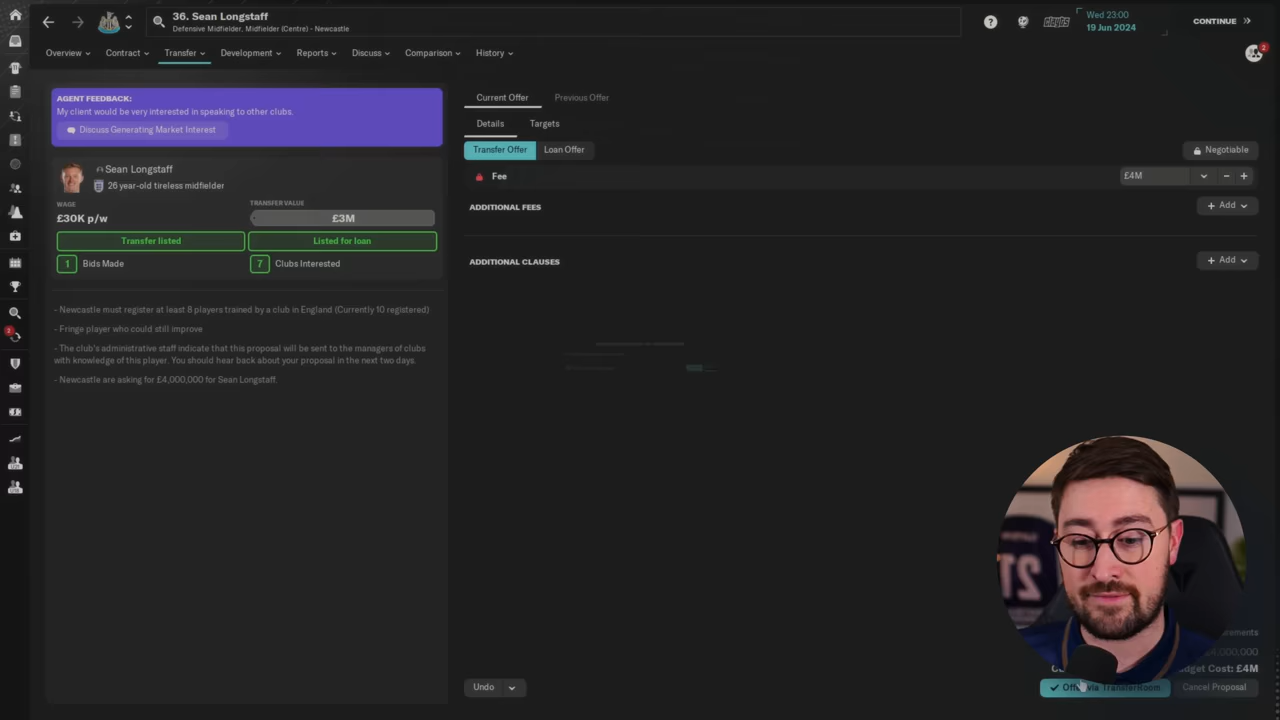 36. Sean Longstaff
Defensive Midfielder, Midfielder (Centre) - Newcastle
Wed 23:00
19 Jun 2024
CONTINUE
2
Overview
Contract
Transfer
Development
Reports
Discuss
Comparison
History
AGENT FEEDBACK:
My client would be very interested in speaking to other clubs.
Discuss Generating Market Interest
Sean Longstaff
26 year-old tireless midfielder
WAGE
£30K p/w
TRANSFER VALUE
£3M
Transfer listed
Listed for loan
1 Bids Made
7 Clubs Interested
- Newcastle must register at least 8 players trained by a club in England (Currently 10 registered)
- Fringe player who could still improve
- The club's administrative staff indicate that this proposal will be sent to the managers of clubs
with knowledge of this player. You should hear back about your proposal in the next two days.
- Newcastle are asking for £4,000,000 for Sean Longstaff.
Current Offer
Previous Offer
Details
Targets
Transfer Offer
Loan Offer
Negotiable
Fee
£4M
ADDITIONAL FEES
+ Add
ADDITIONAL CLAUSES
+ Add
2
Cost: £4M
Undo
via TransferRoom
Cancel Proposal